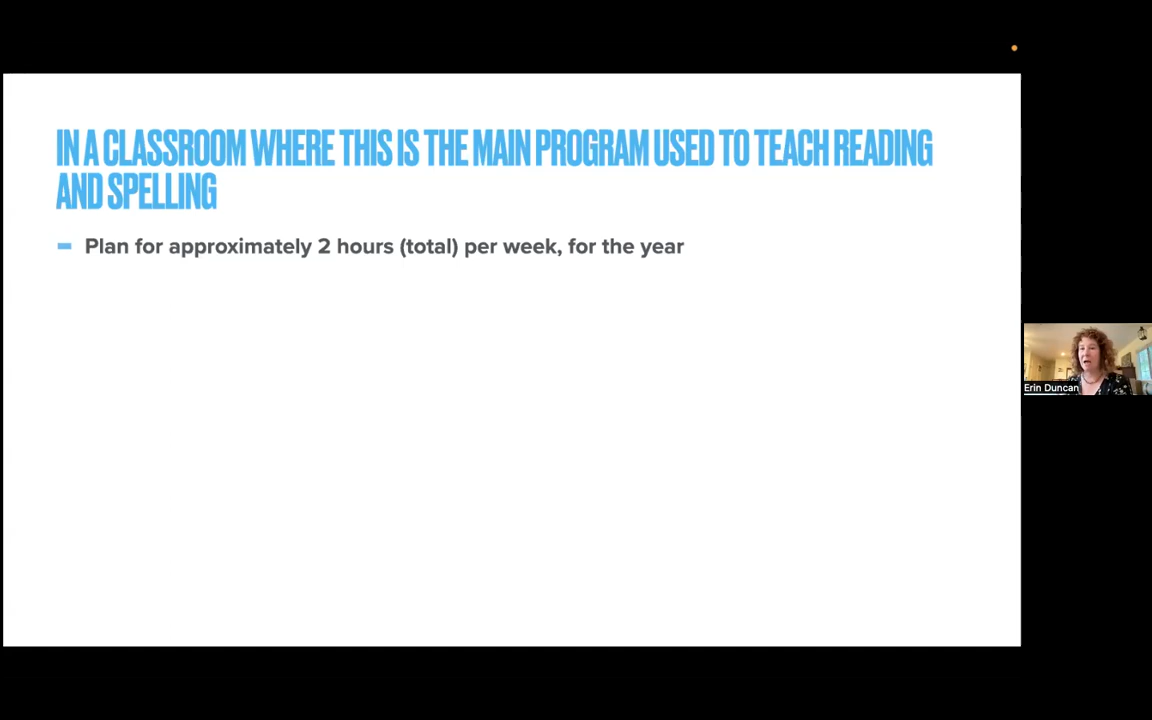 IN A CLASSROOM WHERE THIS IS THE MAIN PROGRAM USED TO TEACH READING
AND SPELLING
Plan for approximately 2 hours (total) per week, for the year
Erin Duncan